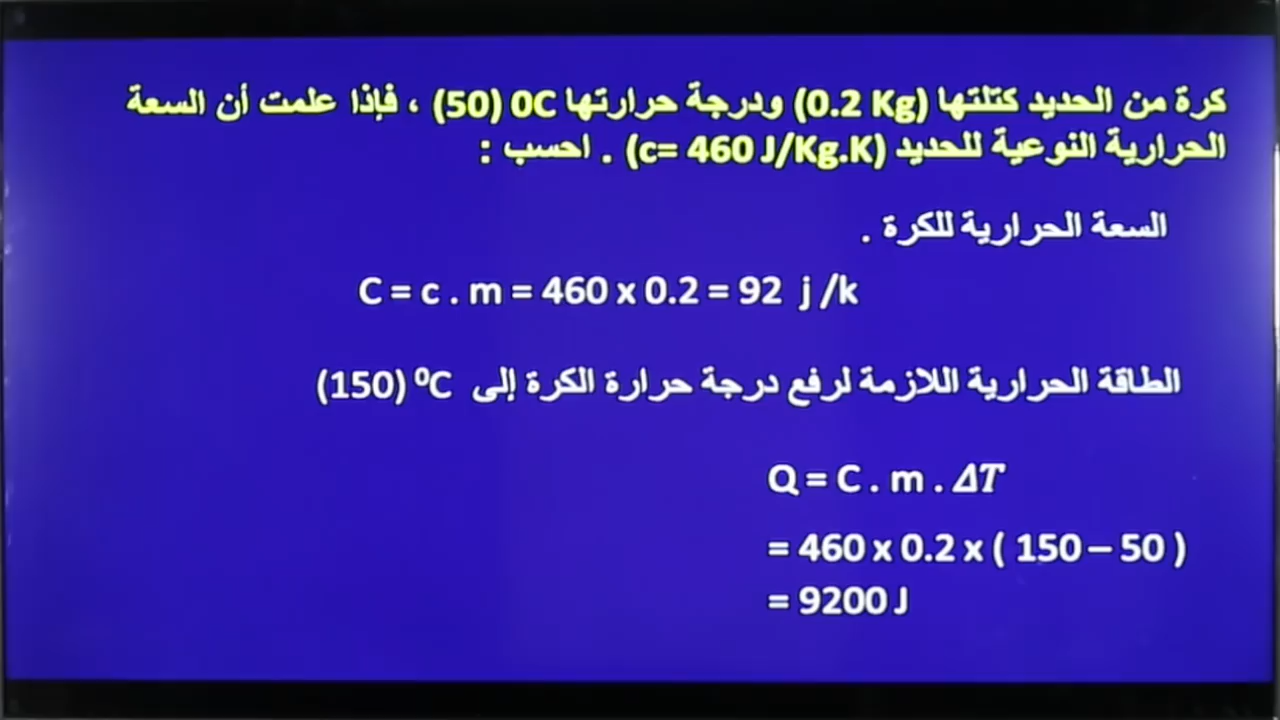 كرة من الحديد كتلتها (0.2 Kg) ودرجة حرارتها 0C (50) ، فإذا علمت أن السعة
الحرارية النوعية للحديد (c= 460 J/Kg.K) . احسب :
السعة الحرارية للكرة .
C = c . m = 460 x 0.2 = 92 j /k
الطاقة الحرارية اللازمة لرفع درجة حرارة الكرة إلى (150) ⁰C
Q = C . m . ΔT
= 460 x 0.2 x ( 150 – 50 )
= 9200 J